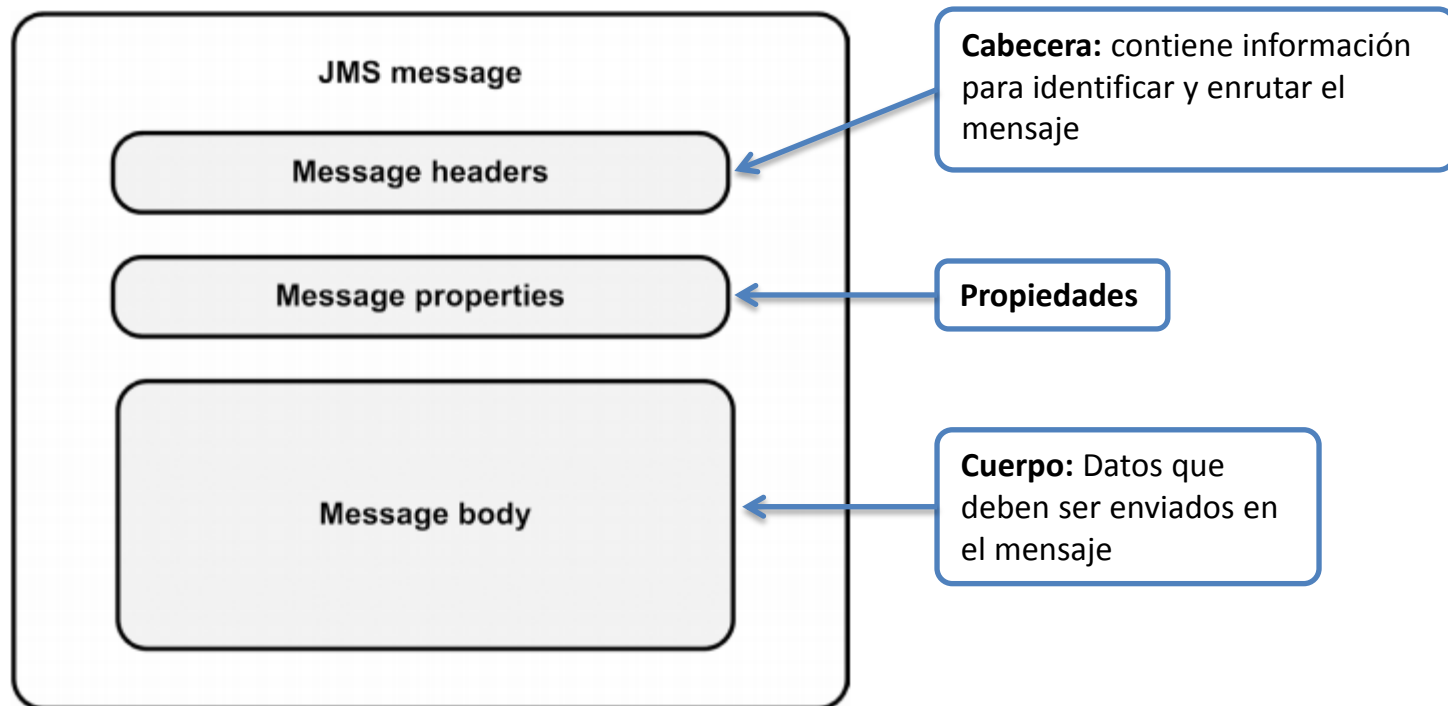 JMS message
Message headers
Message properties
Message body
Cabecera: contiene información
para identificar y enrutar el
mensaje
Propiedades
Cuerpo: Datos que
deben ser enviados en
el mensaje